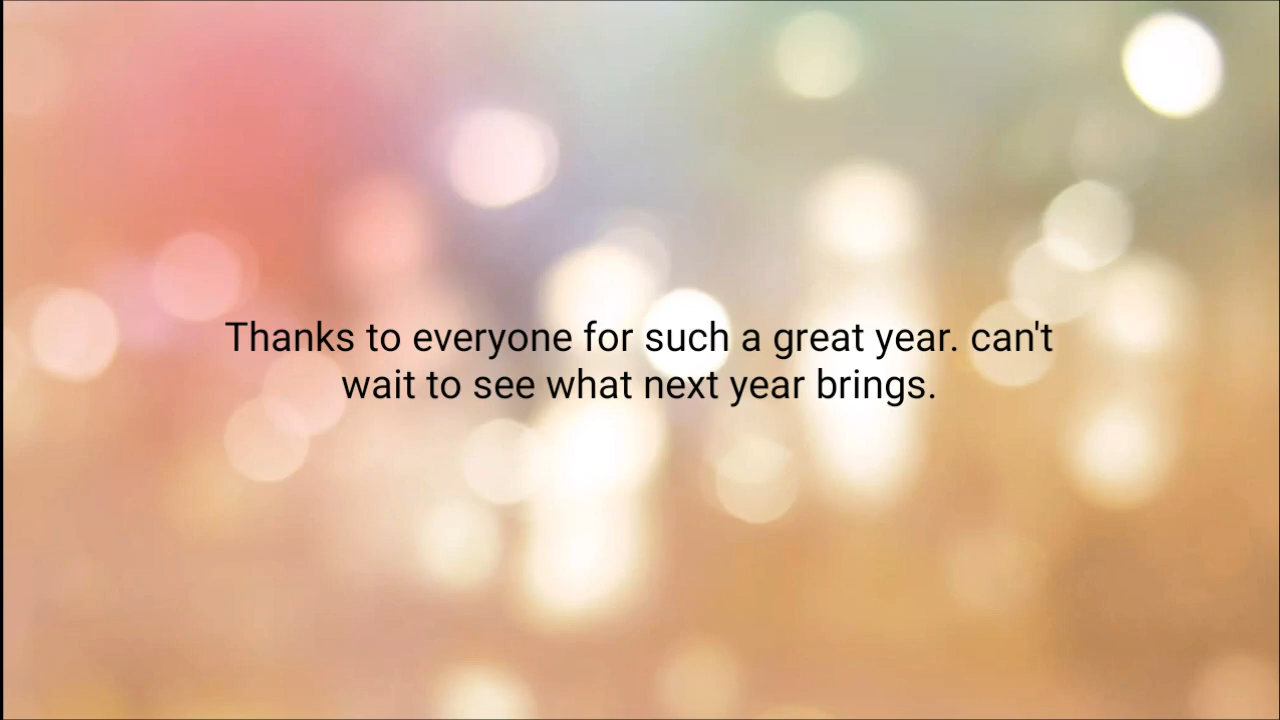 Thanks to everyone for such a great year. can't
wait to see what next year brings.